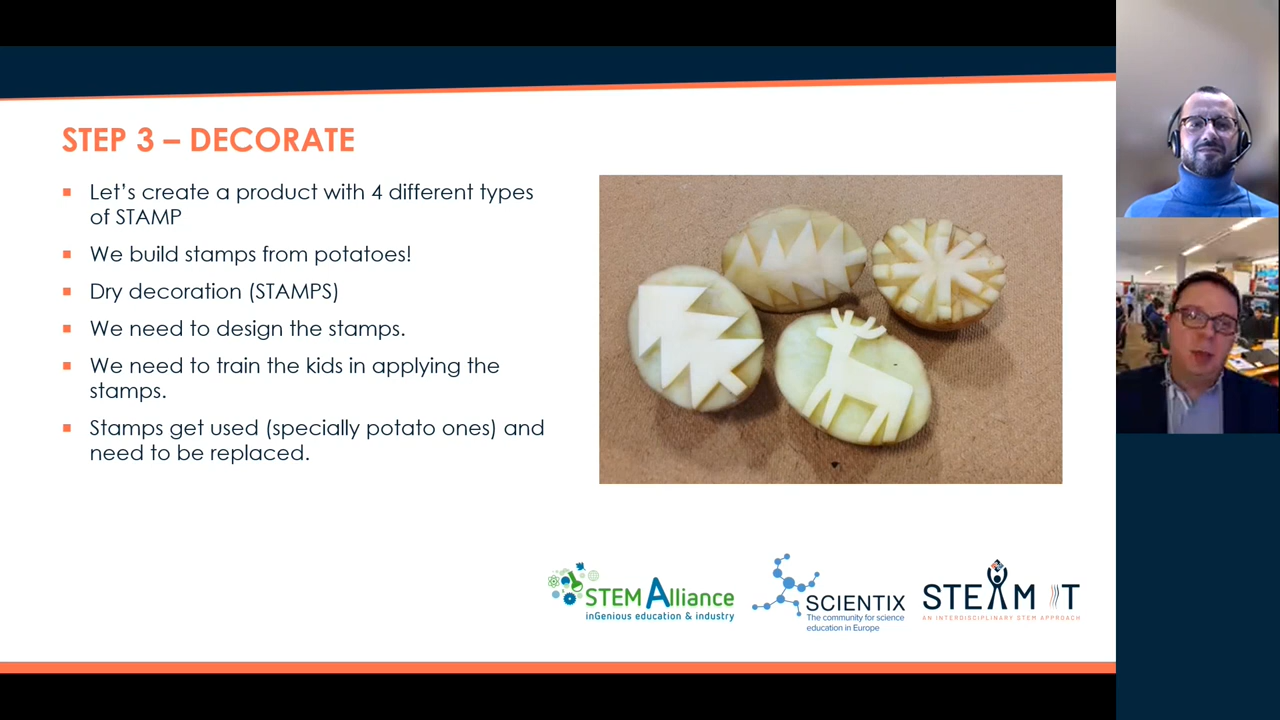 STEP 3 – DECORATE
Let's create a product with 4 different types
of STAMP
We build stamps from potatoes!
Dry decoration (STAMPS)
We need to design the stamps.
We need to train the kids in applying the
stamps.
Stamps get used (specially potato ones) and
need to be replaced.
STEM Alliance
inGenious education & industry
SCIENTIX
The community for science
education in Europe
STEAM IT
AN INTERDISCIPLINARY STEM APPROACH